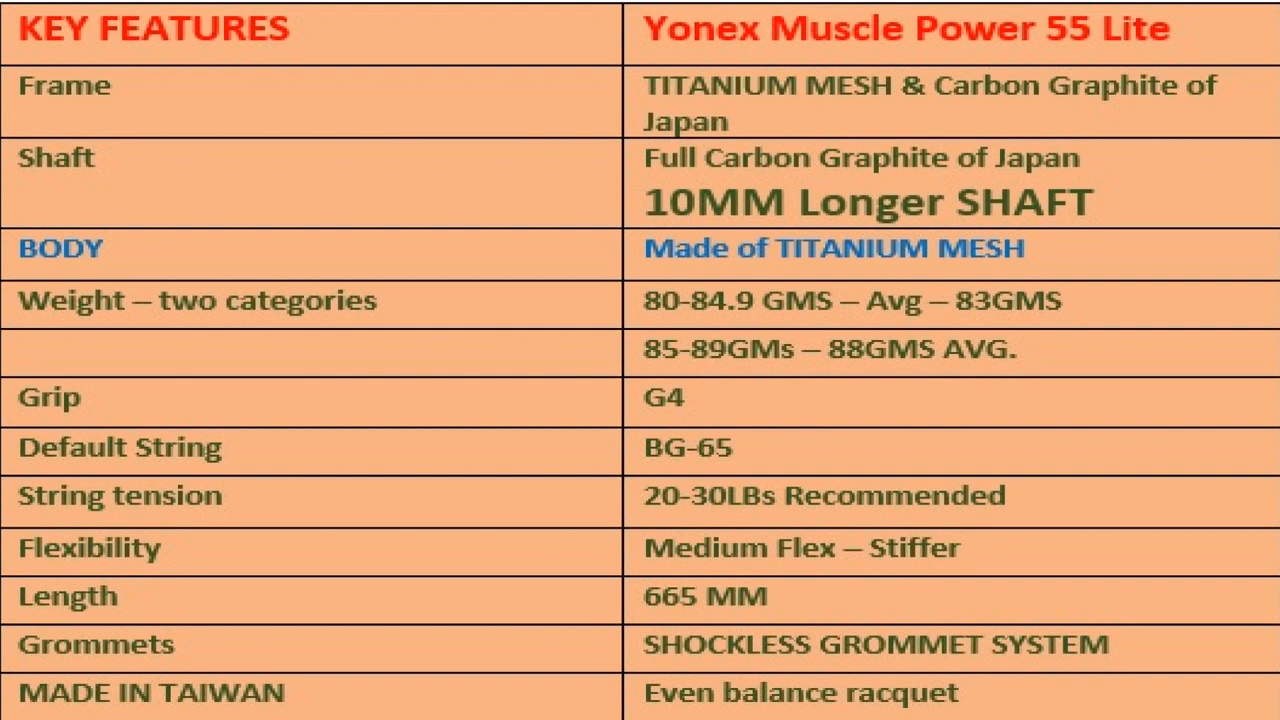 KEY FEATURES
Yonex Muscle Power 55 Lite
Frame
TITANIUM MESH & Carbon Graphite of
Japan
Shaft
Full Carbon Graphite of Japan
10MM Longer SHAFT
BODY
Made of TITANIUM MESH
Weight – two categories
80-84.9 GMS – Avg – 83GMS
85-89GMs – 88GMS AVG.
Grip
G4
Default String
BG-65
String tension
20-30LBs Recommended
Flexibility
Medium Flex – Stiffer
Length
665 MM
Grommets
SHOCKLESS GROMMET SYSTEM
MADE IN TAIWAN
Even balance racquet